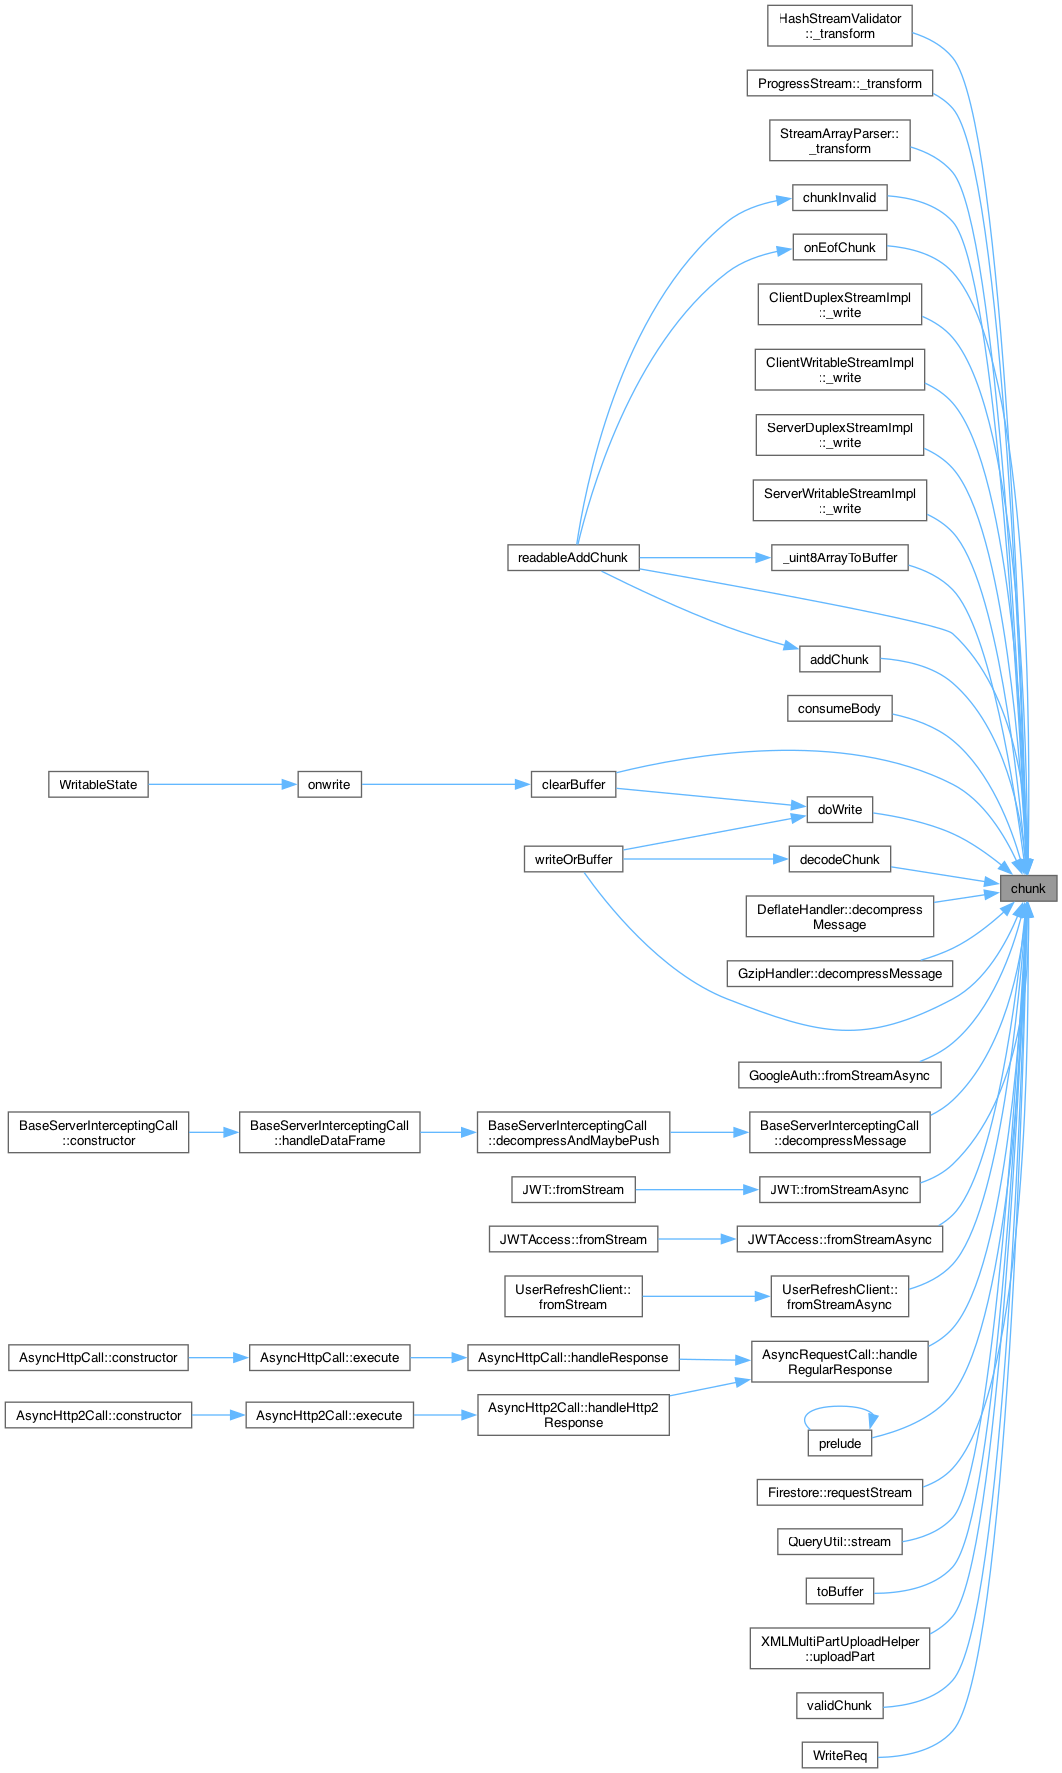 HashStreamValidator
::_transform
ProgressStream::_transform
StreamArrayParser::
_transform
chunkInvalid
onEofChunk
ClientDuplexStreamImpl
::_write
ClientWritableStreamImpl
::_write
ServerDuplexStreamImpl
::_write
ServerWritableStreamImpl
::_write
readableAddChunk
_uint8ArrayToBuffer
addChunk
consumeBody
WritableState
onwrite
clearBuffer
doWrite
writeOrBuffer
decodeChunk
chunk
DeflateHandler::decompress
Message
GzipHandler::decompressMessage
GoogleAuth::fromStreamAsync
BaseServerInterceptingCall
::constructor
BaseServerInterceptingCall
::handleDataFrame
BaseServerInterceptingCall
::decompressAndMaybePush
BaseServerInterceptingCall
::decompressMessage
JWT::fromStream
JWT::fromStreamAsync
JWTAccess::fromStream
JWTAccess::fromStreamAsync
UserRefreshClient::
fromStream
UserRefreshClient::
fromStreamAsync
AsyncHttpCall::constructor
AsyncHttpCall::execute
AsyncHttpCall::handleResponse
AsyncRequestCall::handle
RegularResponse
AsyncHttp2Call::constructor
AsyncHttp2Call::execute
AsyncHttp2Call::handleHttp2
Response
prelude
Firestore::requestStream
QueryUtil::stream
toBuffer
XMLMultiPartUploadHelper
::uploadPart
validChunk
WriteReq